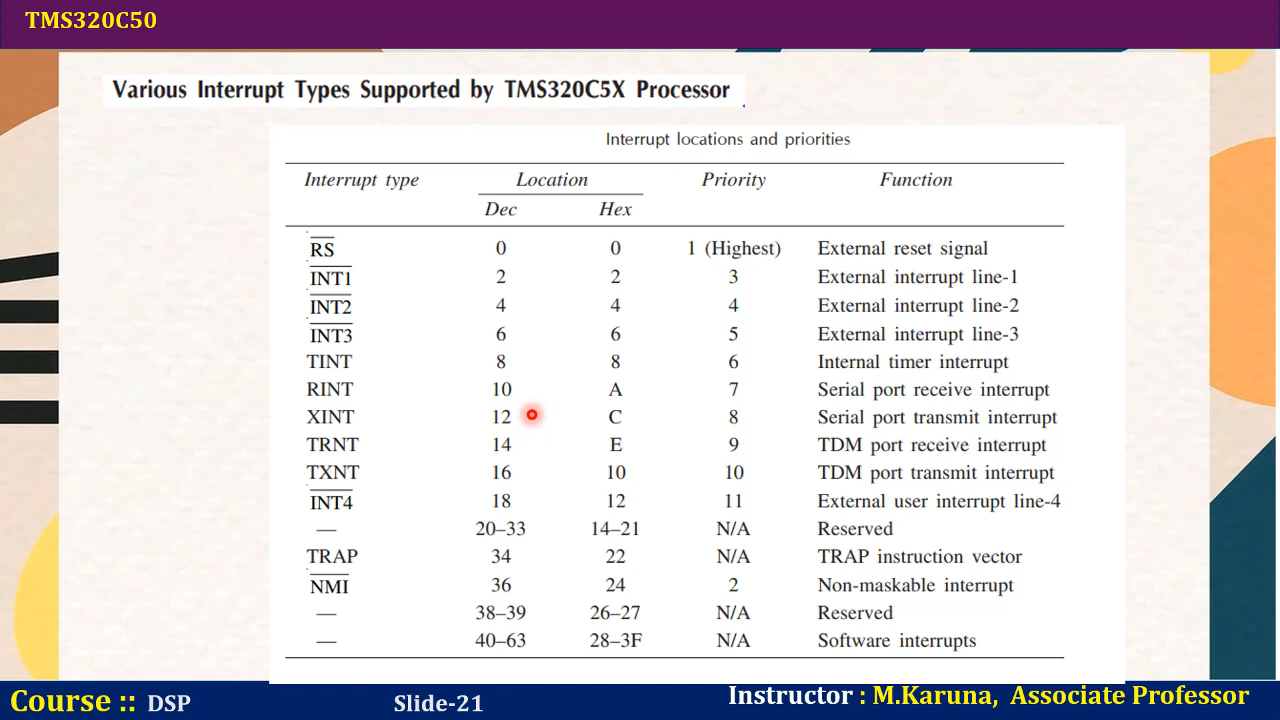 TMS320C50
Various Interrupt Types Supported by TMS320C5X Processor
Interrupt locations and priorities
Interrupt type Location Priority Function
Dec Hex
RS 0 0 1 (Highest) External reset signal
INT1 2 2 3 External interrupt line-1
INT2 4 4 4 External interrupt line-2
INT3 6 6 5 External interrupt line-3
TINT 8 8 6 Internal timer interrupt
RINT 10 A 7 Serial port receive interrupt
XINT 12 C 8 Serial port transmit interrupt
TRNT 14 E 9 TDM port receive interrupt
TXNT 16 10 10 TDM port transmit interrupt
INT4 18 12 11 External user interrupt line-4
— 20–33 14–21 N/A Reserved
TRAP 34 22 N/A TRAP instruction vector
NMI 36 24 2 Non-maskable interrupt
— 38–39 26–27 N/A Reserved
— 40–63 28–3F N/A Software interrupts
Course :: DSP Slide-21 Instructor : M.Karuna, Associate Professor